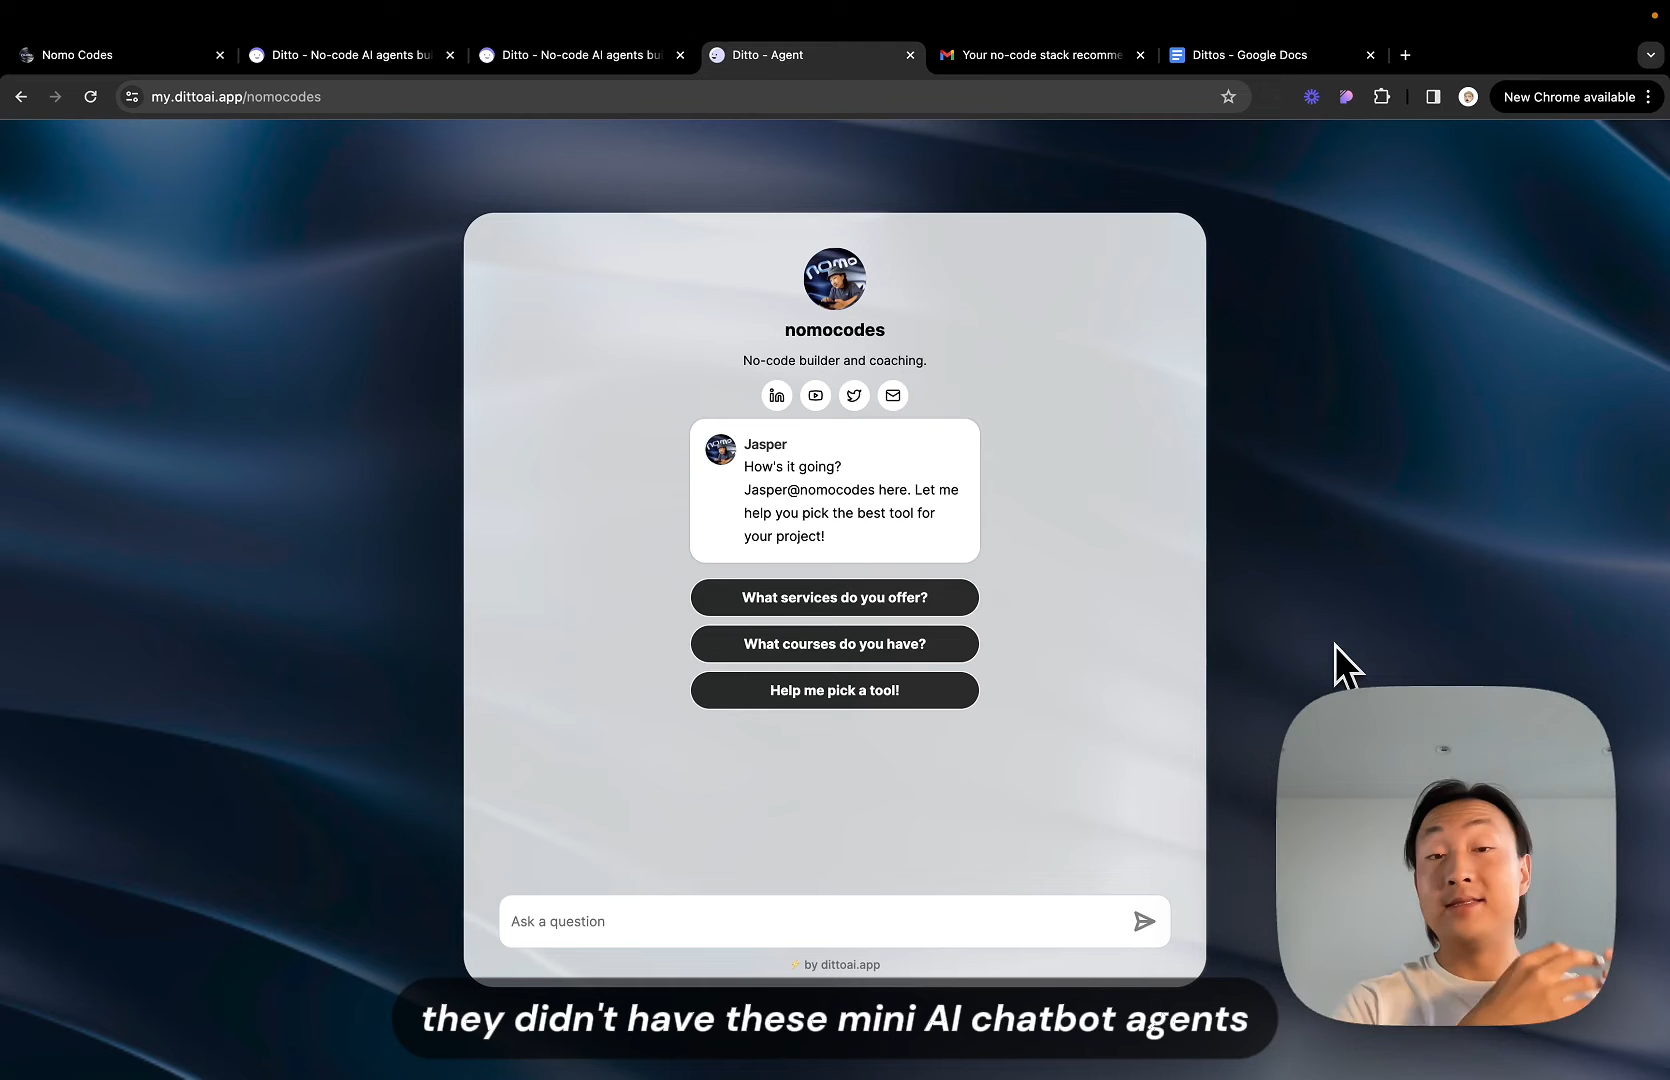 Nomo Codes
Ditto - No-code AI agents bui
Ditto - No-code AI agents bui
Ditto - Agent
Your no-code stack recomme
Dittos - Google Docs
my.dittoai.app/nomocodes
New Chrome available
nomo
nomocodes
No-code builder and coaching.
Jasper
How's it going?
Jasper@nomocodes here. Let me
help you pick the best tool for
your project!
What services do you offer?
What courses do you have?
Help me pick a tool!
Ask a question
⚡ by dittoai.app
they didn't have these mini AI chatbot agents